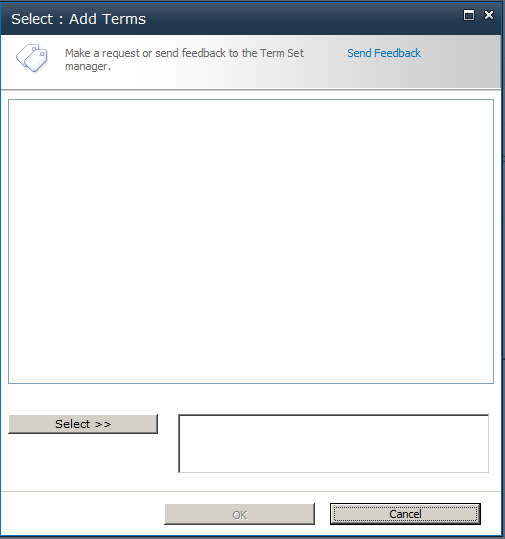 Select : Add Terms
Make a request or send feedback to the Term Set Send Feedback
manager.
Select >>
OK Cancel